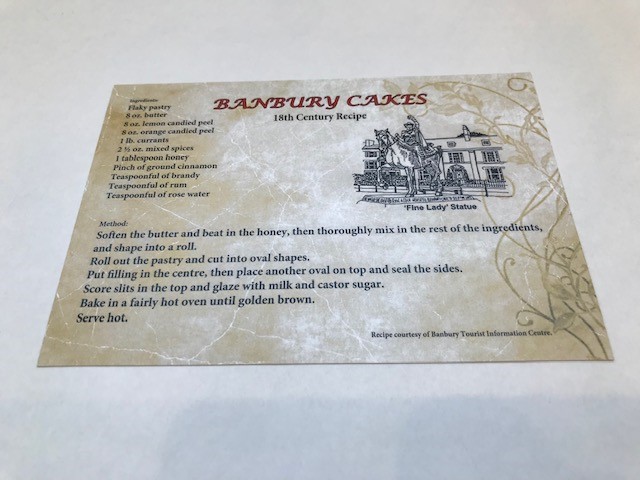 BANBURY CAKES
18th Century Recipe
Ingredients
Flaky pastry
8 oz. butter
8 oz. lemon candied peel
8 oz. orange candied peel
1 lb. currants
2 ½ oz. mixed spices
1 tablespoon honey
Pinch of ground cinnamon
Teaspoonful of brandy
Teaspoonful of rum
Teaspoonful of rose water
'Fine Lady' Statue
Method:
Soften the butter and beat in the honey, then thoroughly mix in the rest of the ingredients,
and shape into a roll.
Roll out the pastry and cut into oval shapes.
Put filling in the centre, then place another oval on top and seal the sides.
Score slits in the top and glaze with milk and castor sugar.
Bake in a fairly hot oven until golden brown.
Serve hot.
Recipe courtesy of Banbury Tourist Information Centre.